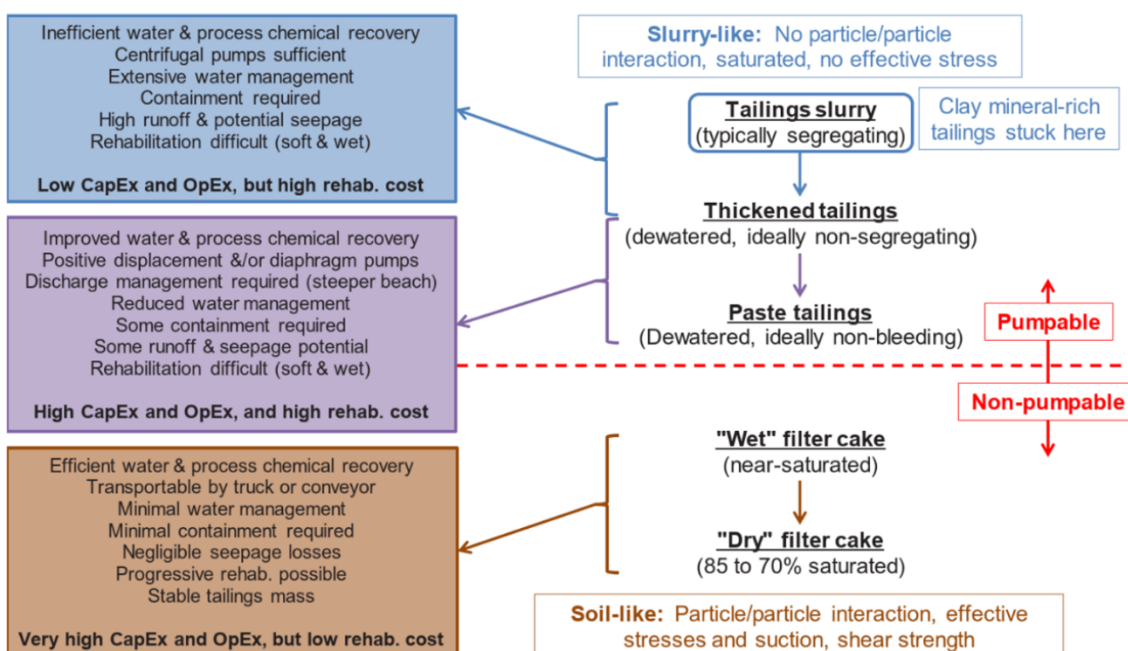 Inefficient water & process chemical recovery
Centrifugal pumps sufficient
Extensive water management
Containment required
High runoff & potential seepage
Rehabilitation difficult (soft & wet)
Low CapEx and OpEx, but high rehab. cost
Improved water & process chemical recovery
Positive displacement &/or diaphragm pumps
Discharge management required (steeper beach)
Reduced water management
Some containment required
Some runoff & seepage potential
Rehabilitation difficult (soft & wet)
High CapEx and OpEx, and high rehab. cost
Efficient water & process chemical recovery
Transportable by truck or conveyor
Minimal water management
Minimal containment required
Negligible seepage losses
Progressive rehab. possible
Stable tailings mass
Very high CapEx and OpEx, but low rehab. cost
Slurry-like: No particle/particle
interaction, saturated, no effective stress
Tailings slurry
(typically segregating)
Clay mineral-rich
tailings stuck here
Thickened tailings
(dewatered, ideally non-segregating)
Paste tailings
(Dewatered, ideally non-bleeding)
Pumpable
Non-pumpable
"Wet" filter cake
(near-saturated)
"Dry" filter cake
(85 to 70% saturated)
Soil-like: Particle/particle interaction, effective
stresses and suction, shear strength